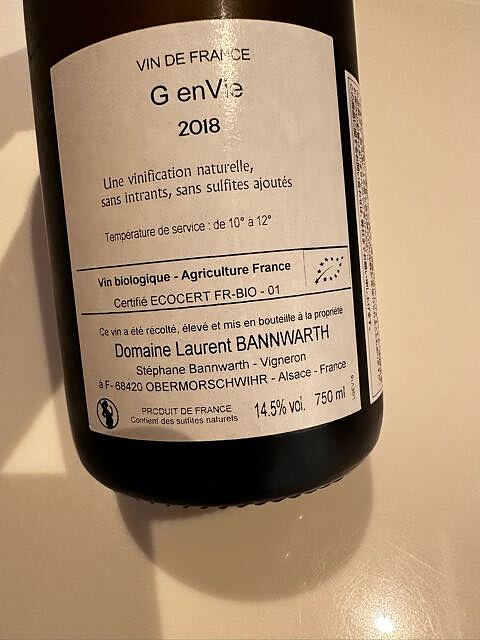 VIN DE FRANCE
G enVie
2018
Une vinification naturelle,
sans intrants, sans sulfites ajoutés
Température de service : de 10° à 12°
Vin biologique - Agriculture France
Certifié ECOCERT FR-BIO - 01
Ce vin a été récolté, élevé et mis en bouteille à la propriété
Domaine Laurent BANNWARTH
Stéphane Bannwarth - Vigneron
à F- 68420 OBERMORSCHWIHR - Alsace - France
PRODUIT DE FRANCE
Contient des sulfites naturels
14.5% vol. 750 ml